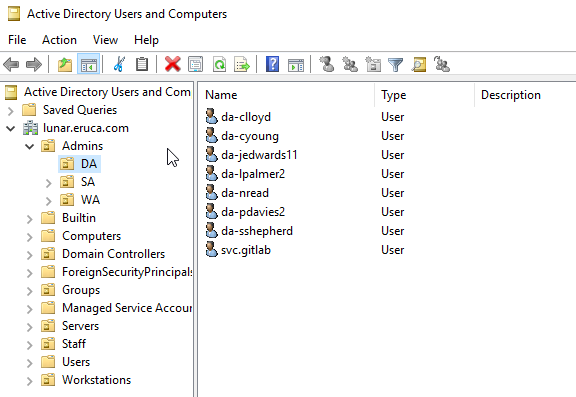 Active Directory Users and Computers
File Action View Help
Active Directory Users and Com
Saved Queries
lunar.eruca.com
Admins
DA
SA
WA
Builtin
Computers
Domain Controllers
ForeignSecurityPrincipals
Groups
Managed Service Accour
Servers
Staff
Users
Workstations
Name Type Description
da-clloyd User
da-cyoung User
da-jedwards11 User
da-lpalmer2 User
da-nread User
da-pdavies2 User
da-sshepherd User
svc.gitlab User